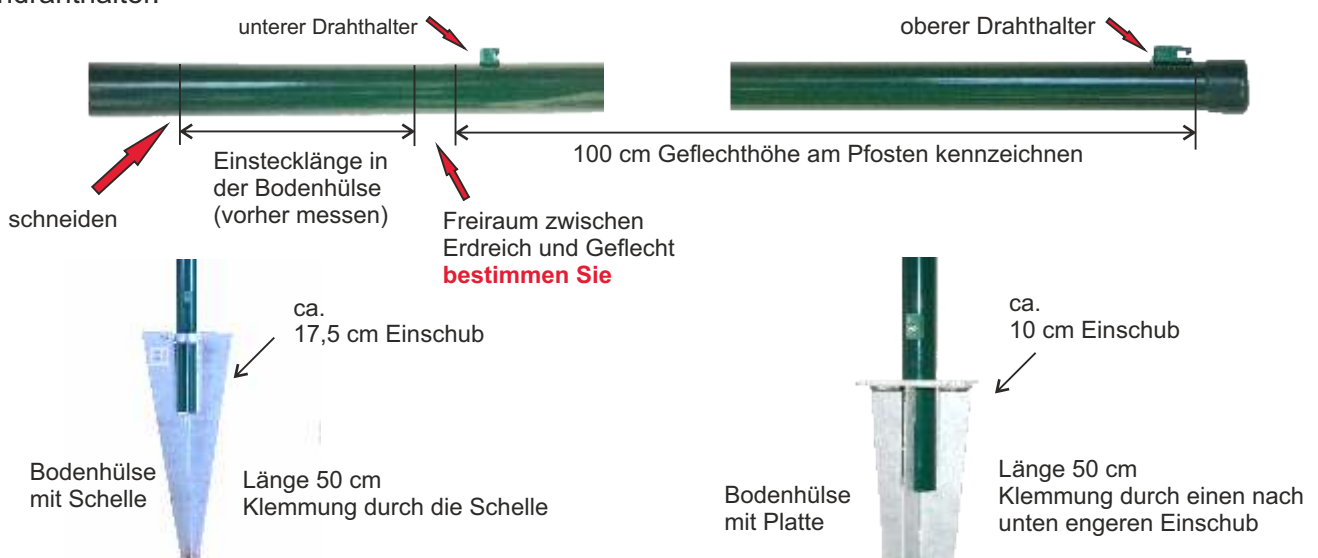 unterer Drahthalter
oberer Drahthalter
100 cm Geflechthöhe am Pfosten kennzeichnen
Einstecklänge in
der Bodenhülse
(vorher messen)
schneiden
Freiraum zwischen
Erdreich und Geflecht
bestimmen Sie
ca.
17,5 cm Einschub
Bodenhülse
mit Schelle
Länge 50 cm
Klemmung durch die Schelle
ca.
10 cm Einschub
Bodenhülse
mit Platte
Länge 50 cm
Klemmung durch einen nach
unten engeren Einschub